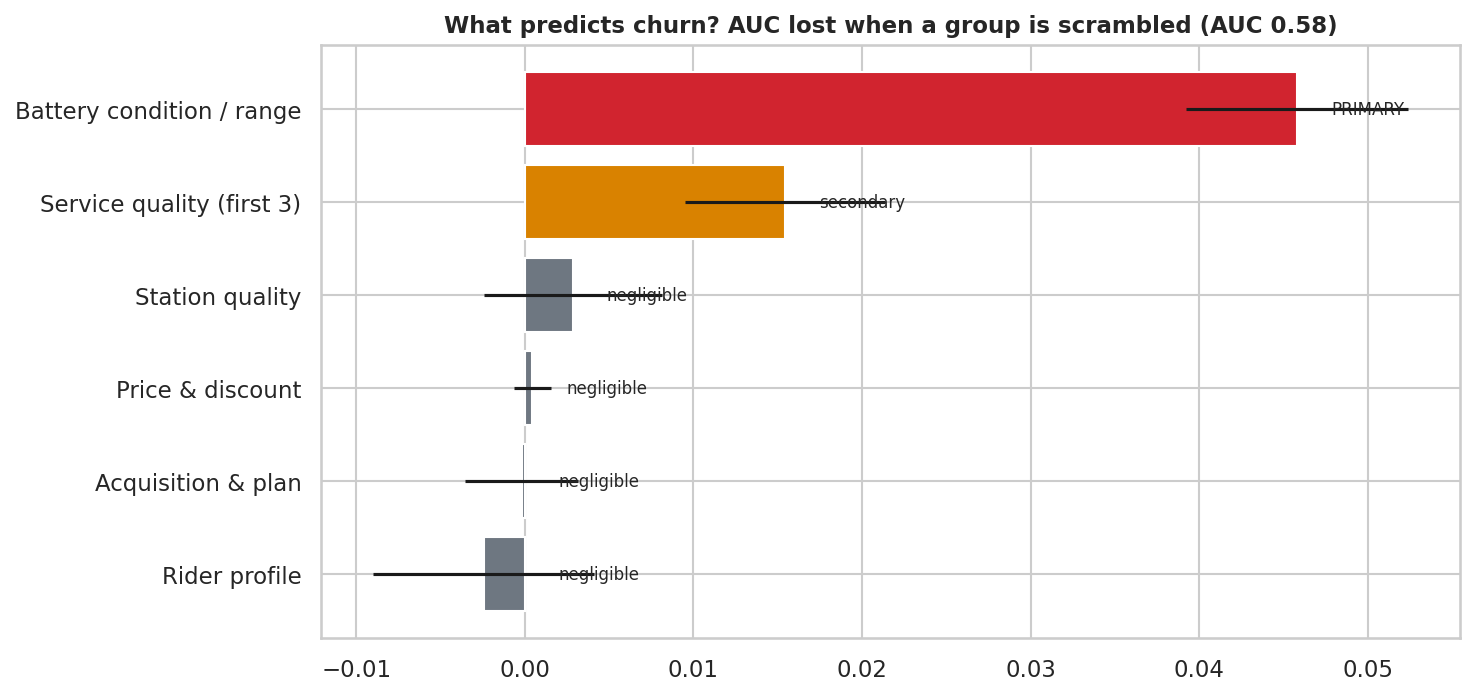 What predicts churn? AUC lost when a group is scrambled (AUC 0.58)
Battery condition / range
PRIMARY
Service quality (first 3)
secondary
Station quality
negligible
Price & discount
negligible
Acquisition & plan
negligible
Rider profile
negligible
−0.01 0.00 0.01 0.02 0.03 0.04 0.05